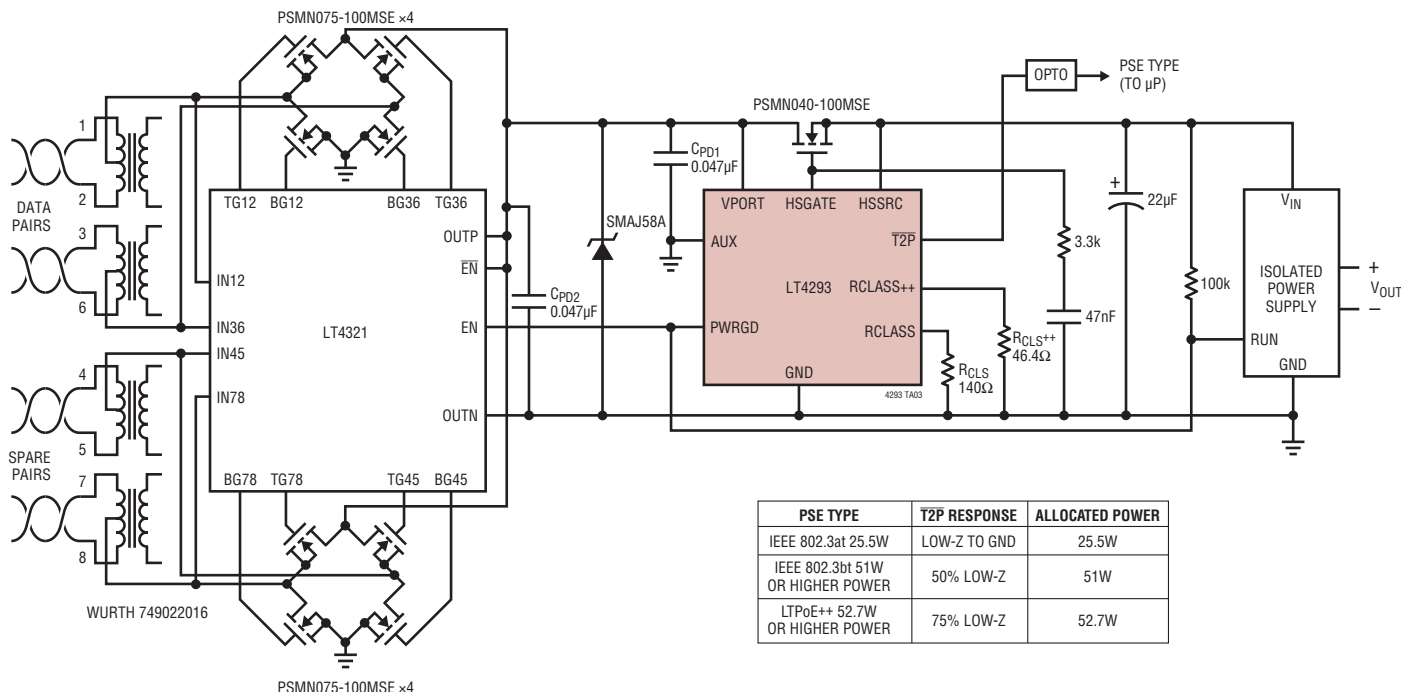 PSMN075-100MSE ×4
OPTO
PSE TYPE
(TO µP)
PSMN040-100MSE
1
2
DATA
PAIRS
3
6
4
5
SPARE
PAIRS
7
8
WURTH 749022016
TG12
BG12
BG36
TG36
OUTP
EN
IN12
IN36
LT4321
EN
IN45
IN78
OUTN
BG78
TG78
TG45
BG45
PSMN075-100MSE ×4
SMAJ58A
CPD1
0.047µF
CPD2
0.047µF
VPORT
HSGATE
HSSRC
AUX
T2P
LT4293
RCLASS++
PWRGD
RCLASS
GND
4293 TA03
RCLS
140Ω
RCLS++
46.4Ω
3.3k
47nF
+
22µF
100k
VIN
ISOLATED
POWER
SUPPLY
RUN
GND
+
VOUT
–
PSE TYPE T2P RESPONSE ALLOCATED POWER
IEEE 802.3at 25.5W LOW-Z TO GND 25.5W
IEEE 802.3bt 51W
OR HIGHER POWER
50% LOW-Z 51W
LTPoE++ 52.7W
OR HIGHER POWER
75% LOW-Z 52.7W